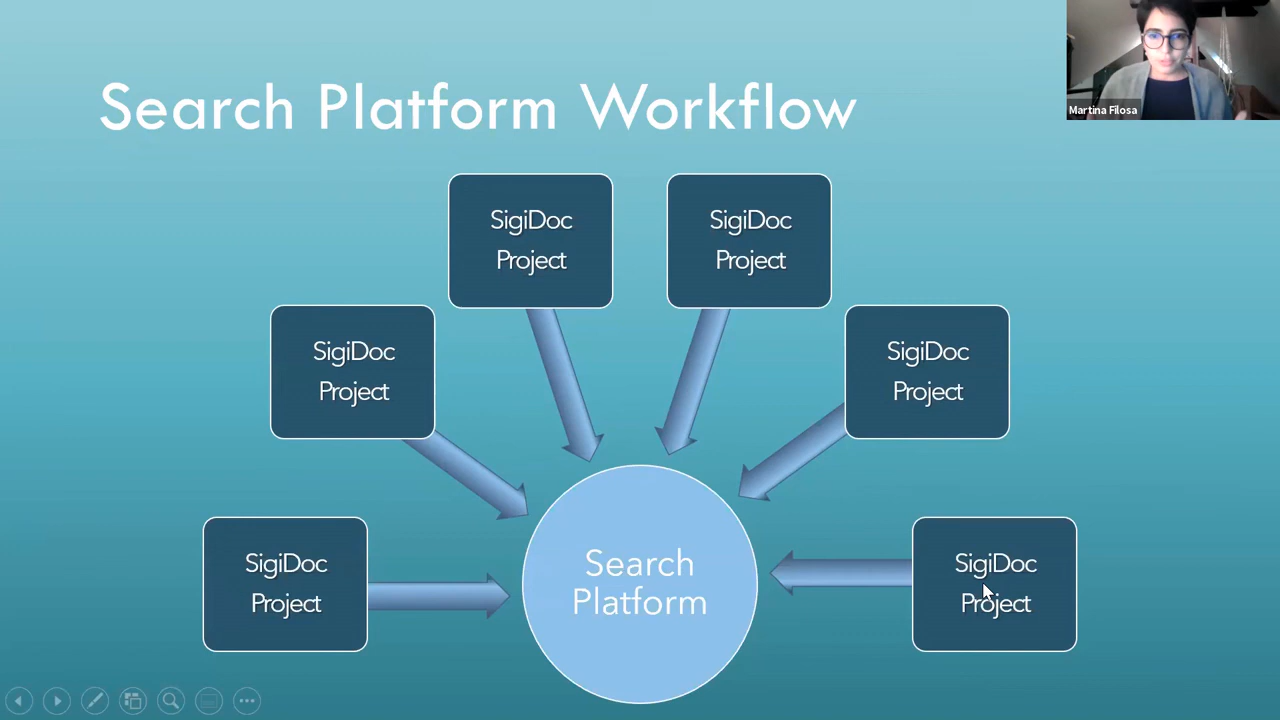 Search Platform Workflow
Martina Filosa
SigiDoc
Project
SigiDoc
Project
SigiDoc
Project
SigiDoc
Project
SigiDoc
Project
SigiDoc
Project
Search
Platform